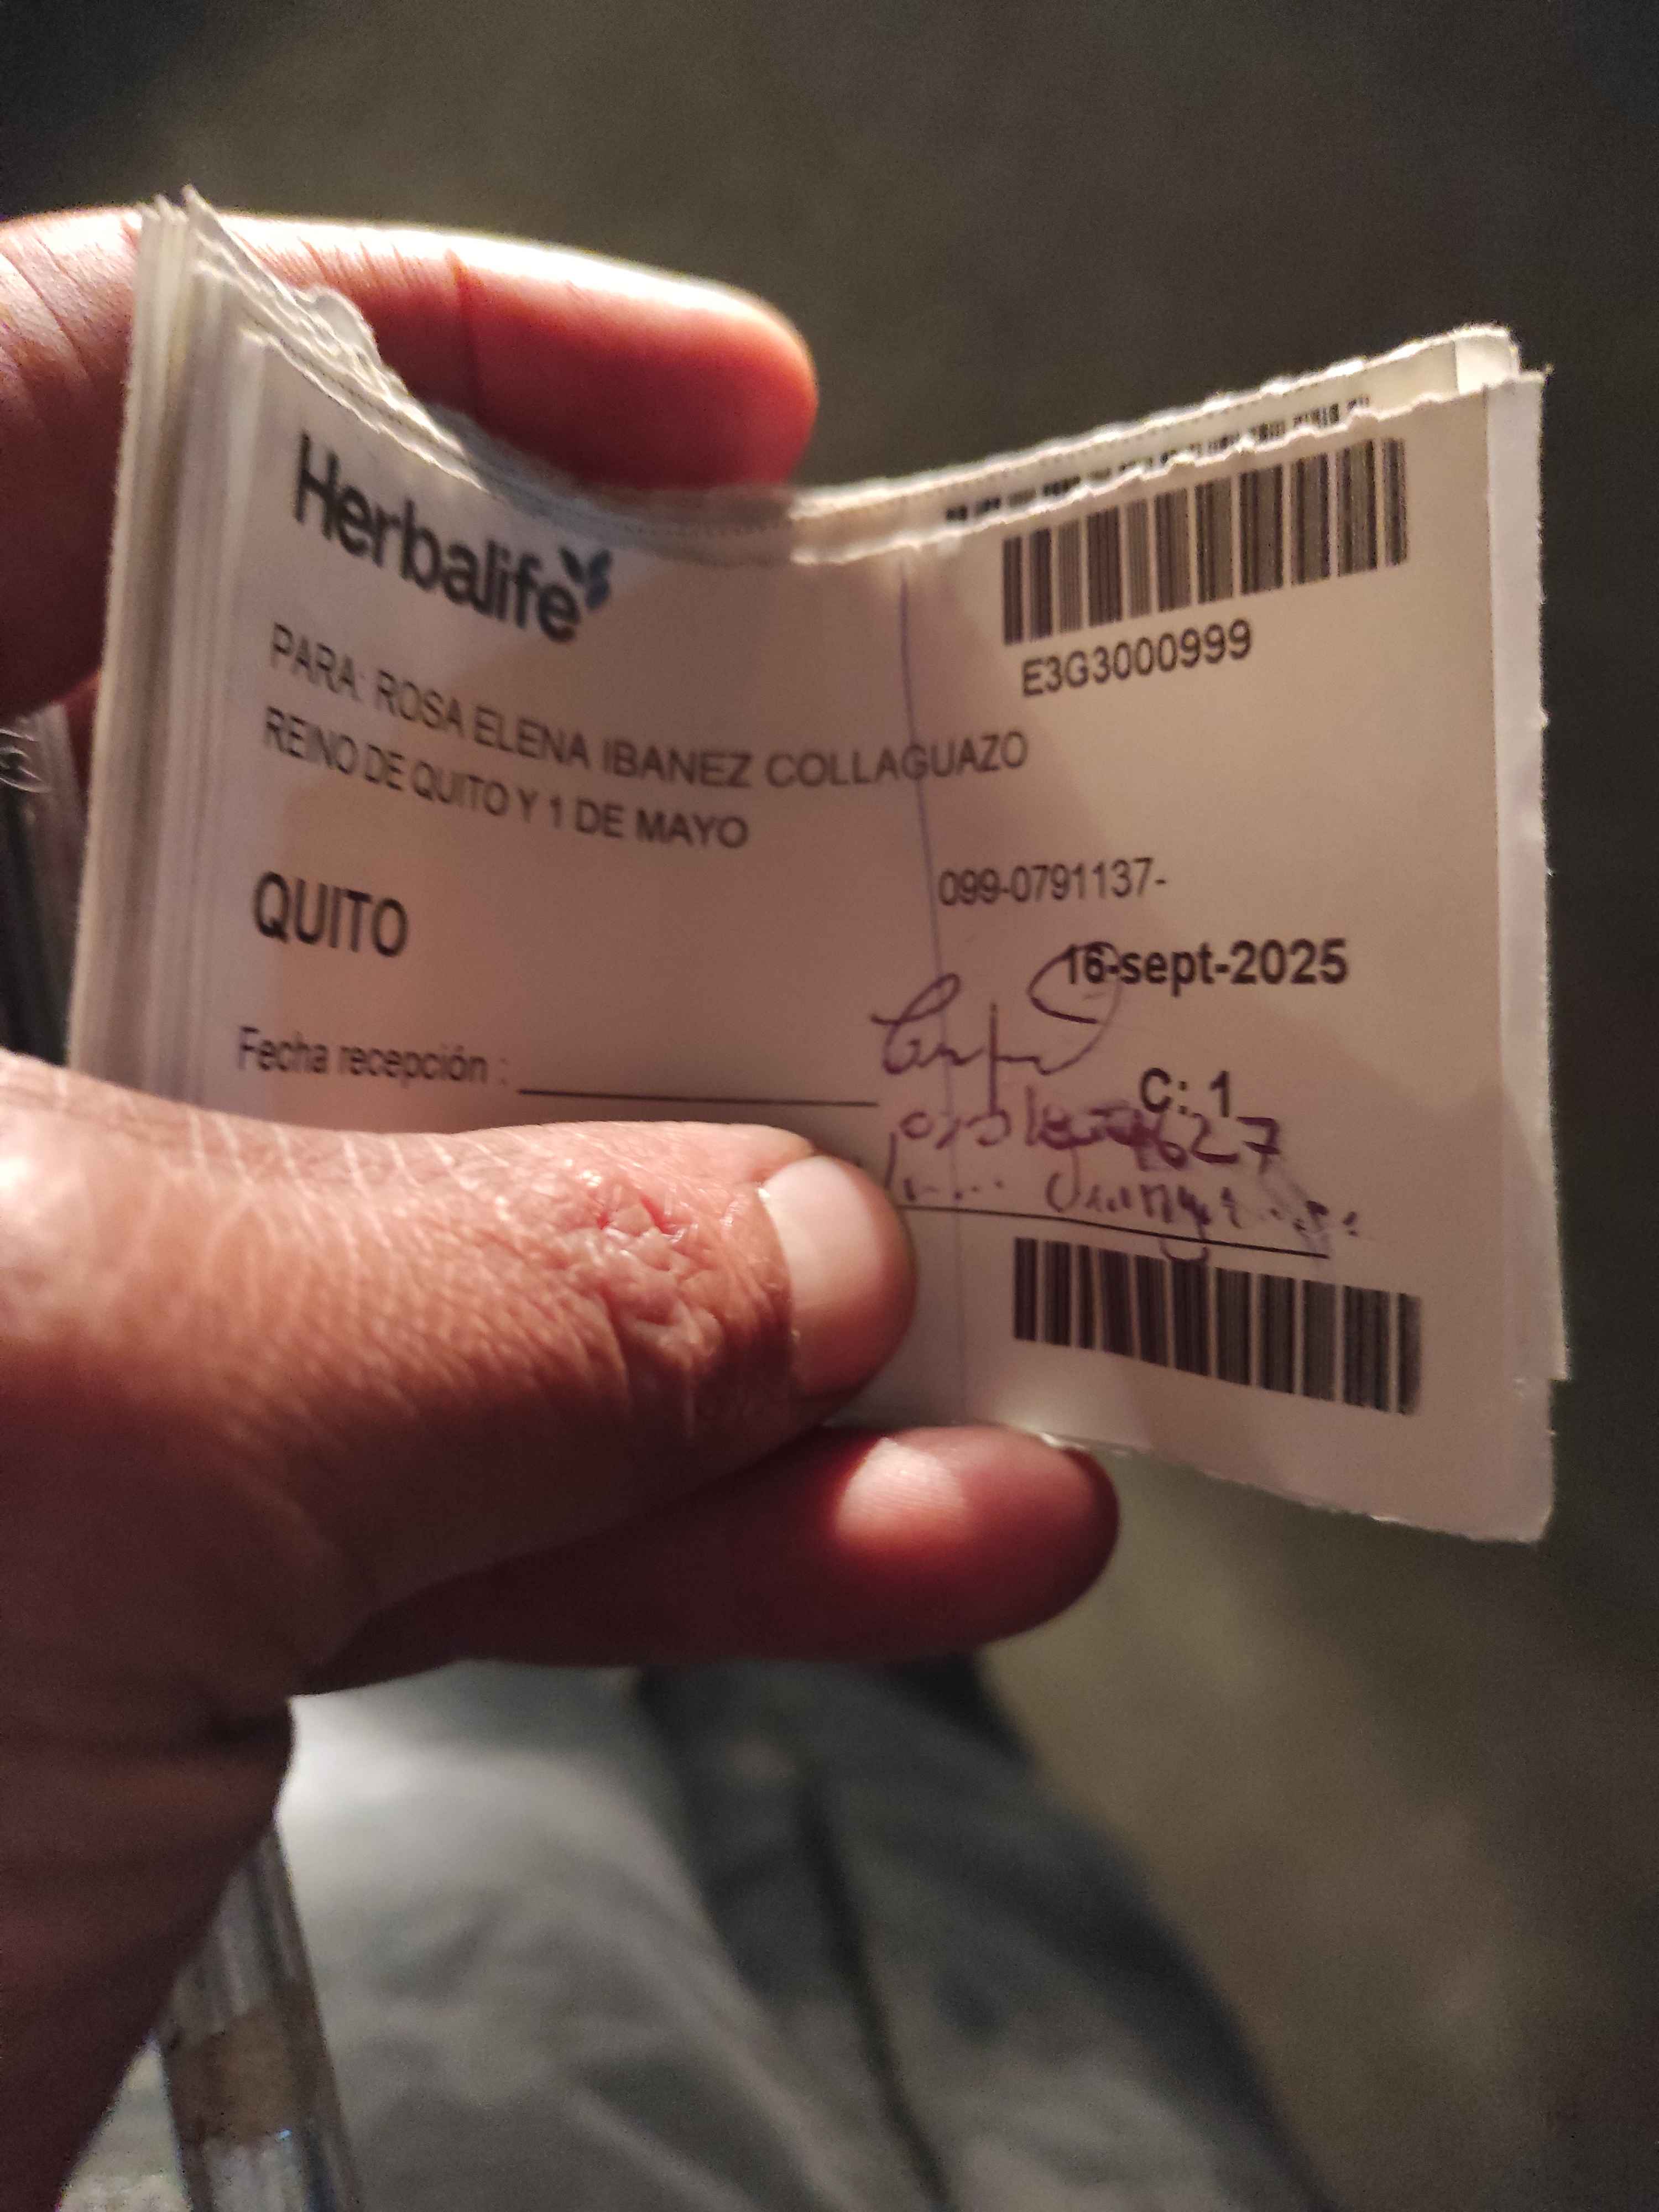 Herbalife
E3G3000999
PARA: ROSA ELENA IBANEZ COLLAGUAZO
REINO DE QUITO Y 1 DE MAYO
099-0791137-
QUITO
16-sept-2025
Fecha recepción :
C: 1